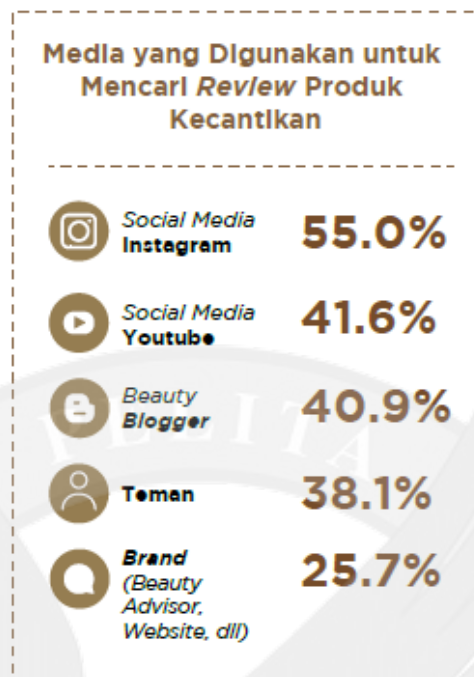 Media yang Digunakan untuk
Mencari Review Produk
Kecantikan
Social Media
Instagram
55.0%
Social Media
Youtube
41.6%
Beauty
Blogger
40.9%
Teman
38.1%
Brand
(Beauty
Advisor,
Website, dll)
25.7%
PELITA